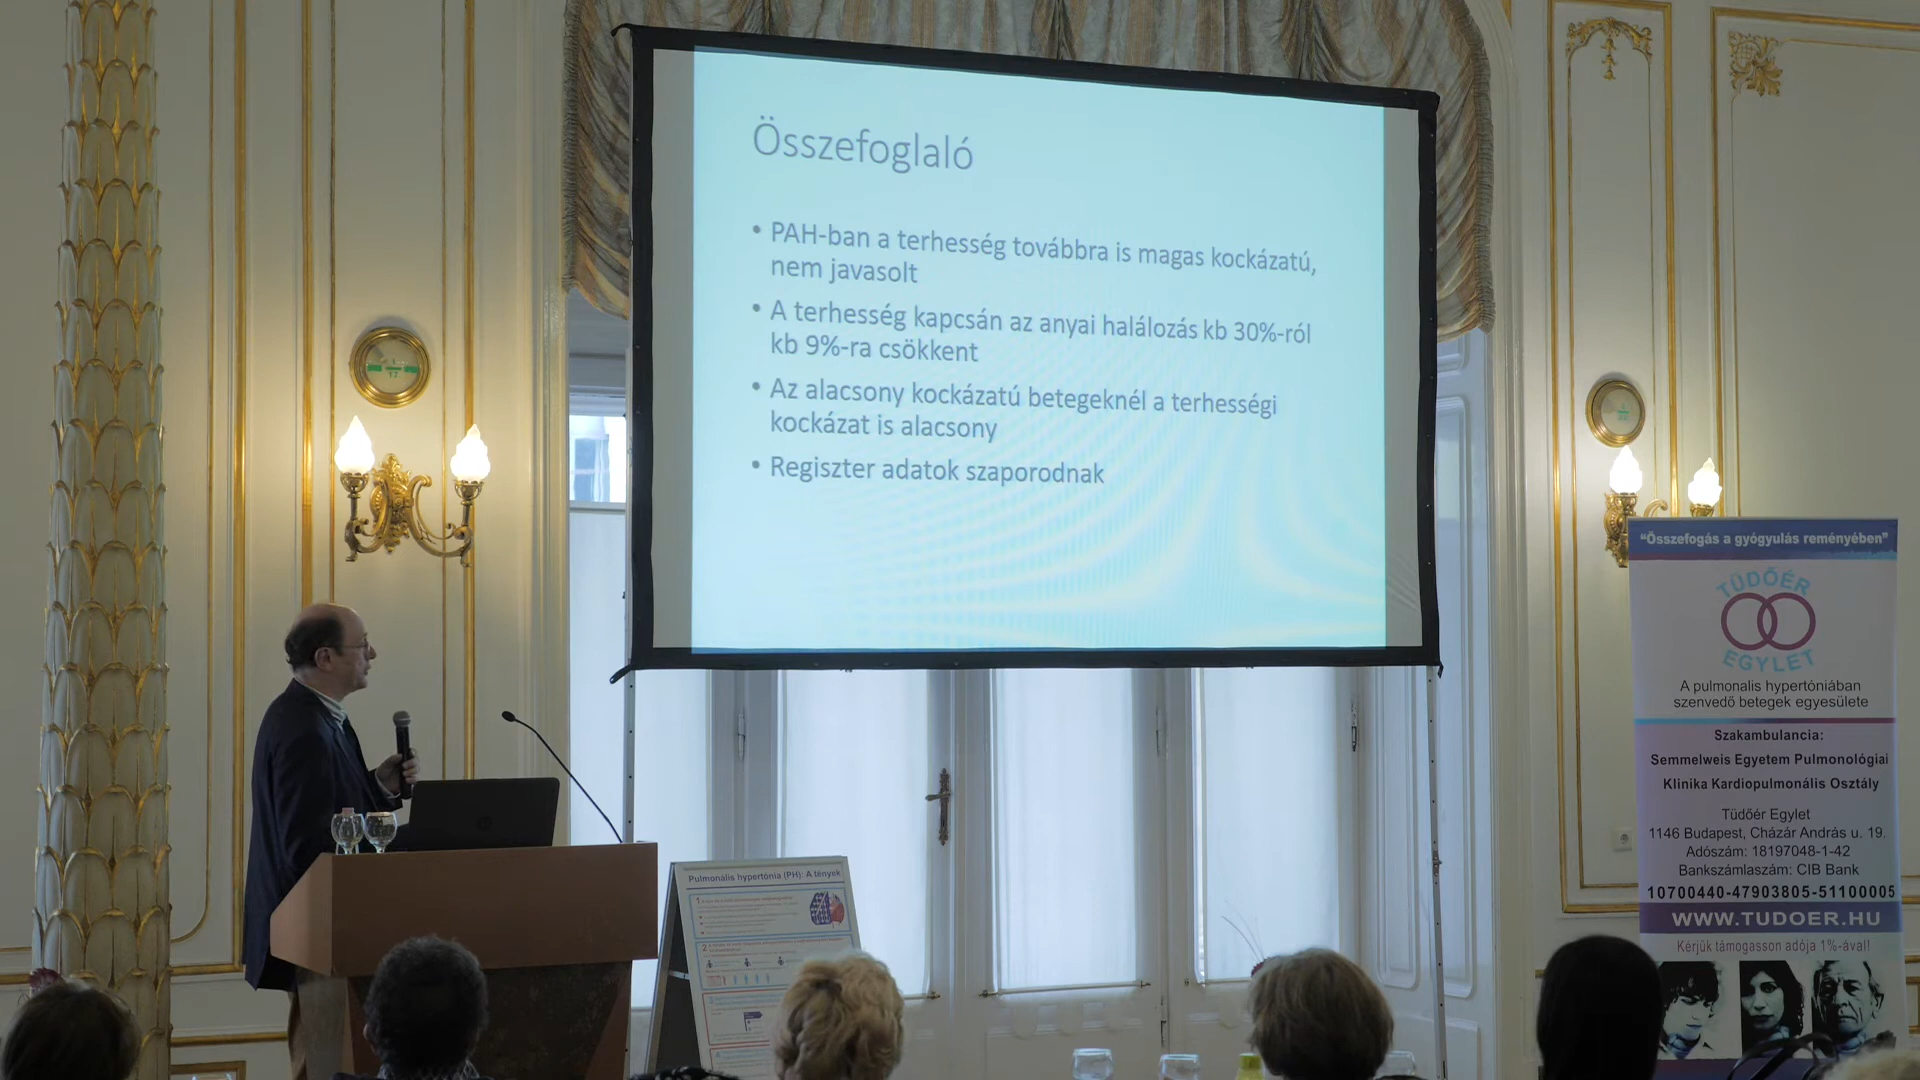 Összefoglaló
• PAH-ban a terhesség továbbra is magas kockázatú,
nem javasolt
• A terhesség kapcsán az anyai halálozás kb 30%-ról
kb 9%-ra csökkent
• Az alacsony kockázatú betegeknél a terhességi
kockázat is alacsony
• Regiszter adatok szaporodnak
"Összefogás a gyógyulás reményében"
TÜDŐÉR
EGYLET
A pulmonalis hypertóniában
szenvedő betegek egyesülete
Szakambulancia:
Semmelweis Egyetem Pulmonológiai
Klinika Kardiopulmonális Osztály
Tüdőér Egylet
1146 Budapest, Cházár András u. 19.
Adószám: 18197048-1-42
Bankszámlaszám: CIB Bank
10700440-47903805-51100005
WWW.TUDOER.HU
Kérjük támogasson adója 1%-ával!
Pulmonális hypertónia (PH): A tények
1
2